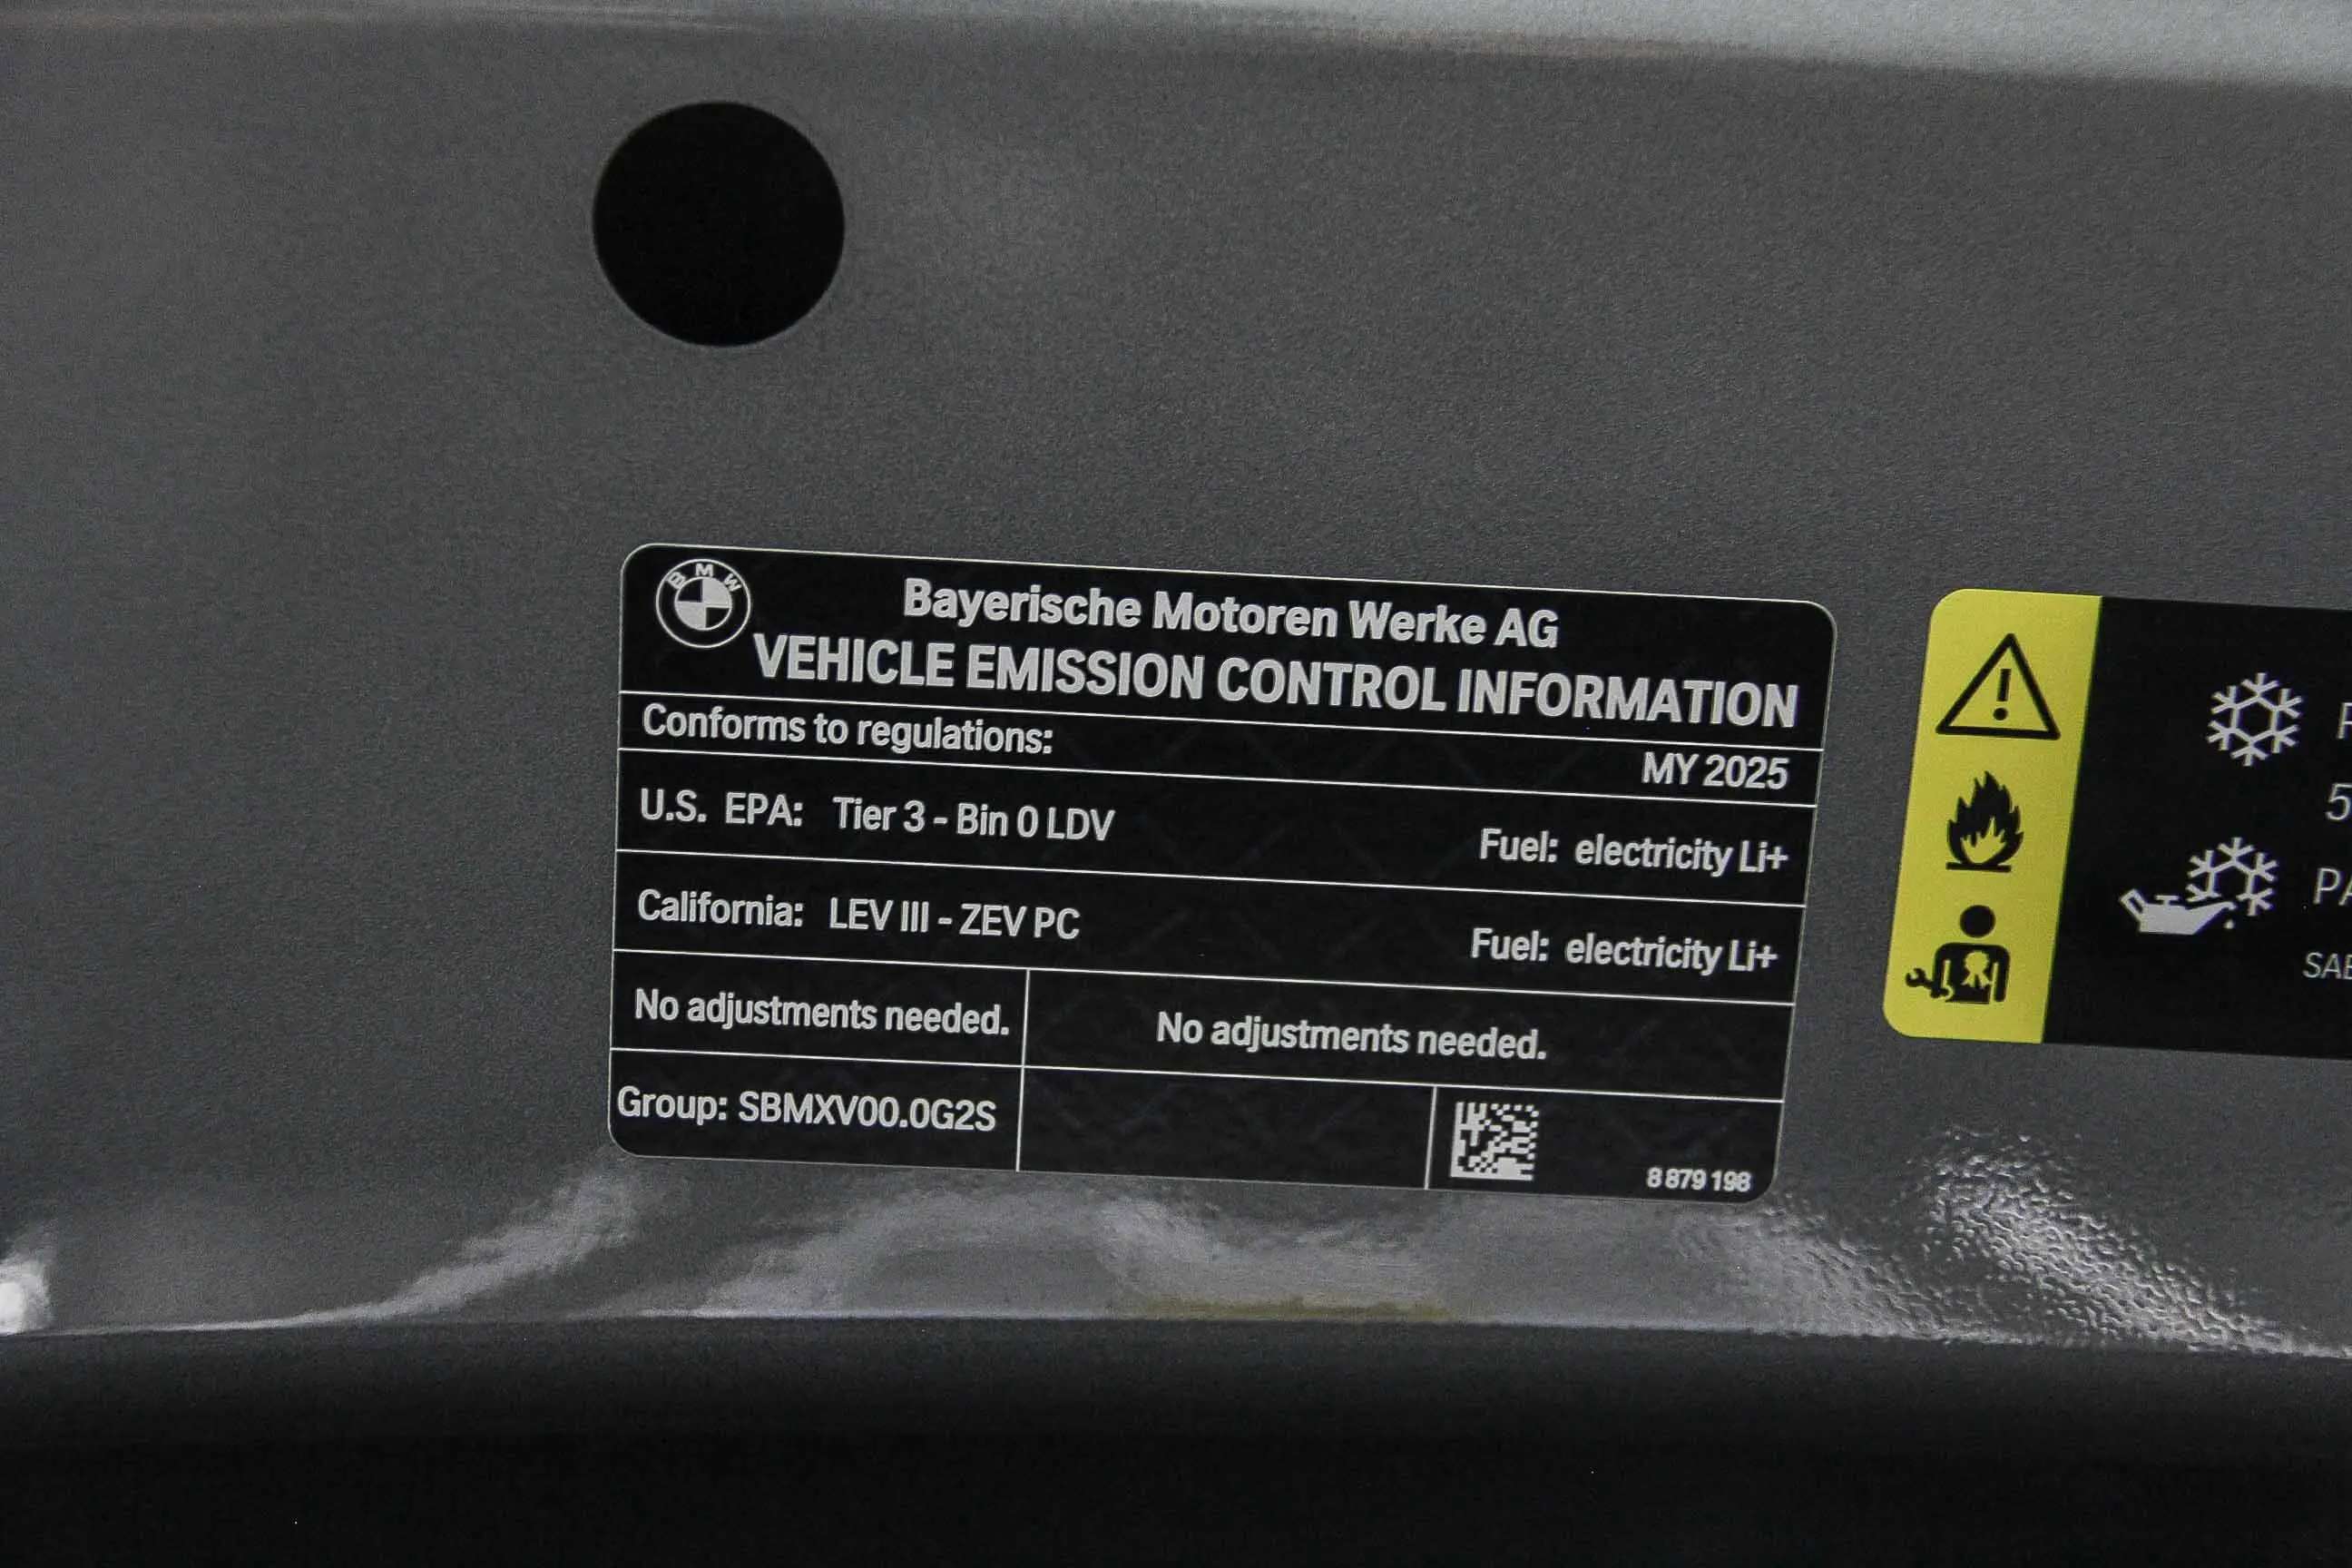 BMW
Bayerische Motoren Werke AG
VEHICLE EMISSION CONTROL INFORMATION
Conforms to regulations:
MY 2025
U.S. EPA: Tier 3 - Bin 0 LDV
Fuel: electricity Li+
California: LEV III - ZEV PC
Fuel: electricity Li+
No adjustments needed.
No adjustments needed.
Group: SBMXV00.0G2S
8 879 198
5
PA